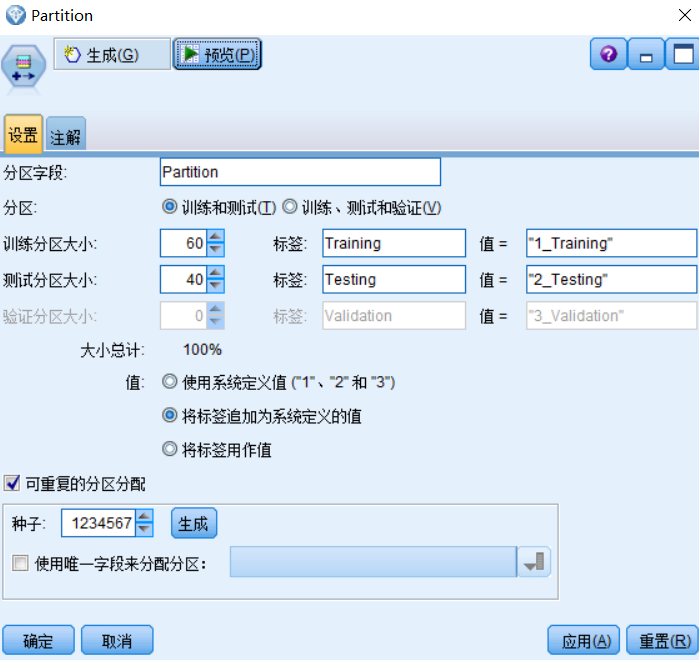 Partition
生成(G) 预览(P)
设置 注解
分区字段: Partition
分区: 训练和测试(T) 训练、测试和验证(V)
训练分区大小: 60 标签: Training 值 = "1_Training"
测试分区大小: 40 标签: Testing 值 = "2_Testing"
验证分区大小: 0 标签: Validation 值 = "3_Validation"
大小总计: 100%
值: 使用系统定义值 ("1"、"2" 和 "3")
将标签追加为系统定义的值
将标签用作值
可重复的分区分配
种子: 1234567 生成
使用唯一字段来分配分区：
确定 取消 应用(A) 重置(R)